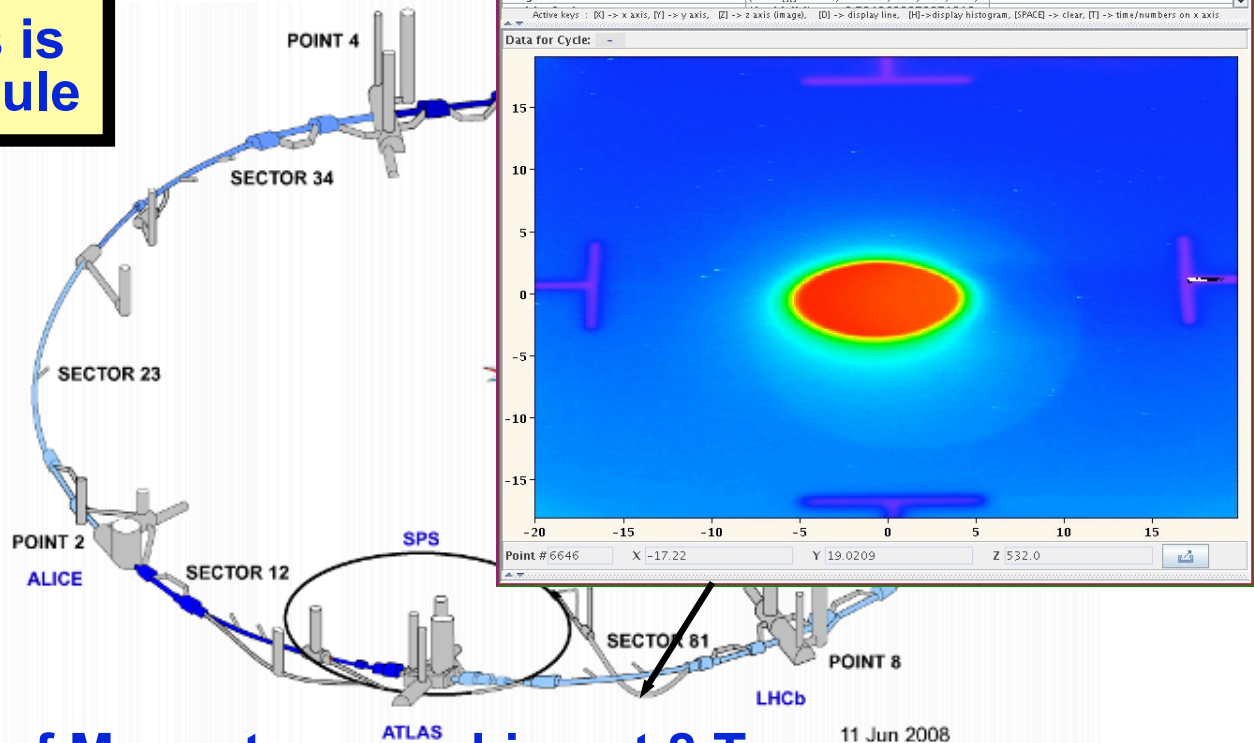 is
ule
Active keys : [X] -> x axis, [Y] -> y axis, [Z] -> z axis (image), [D] -> display line, [H]->display histogram, [SPACE] -> clear, [T] -> time/numbers on x axis
Data for Cycle: -
15
10
5
0
-5
-10
-15
-20 -15 -10 -5 0 5 10 15
Point # 6646 X -17.22 Y 19.0209 Z 532.0
POINT 4
SECTOR 34
SECTOR 23
POINT 2
ALICE
SECTOR 12
SPS
SECTOR 81
POINT 8
LHCb
ATLAS
11 Jun 2008